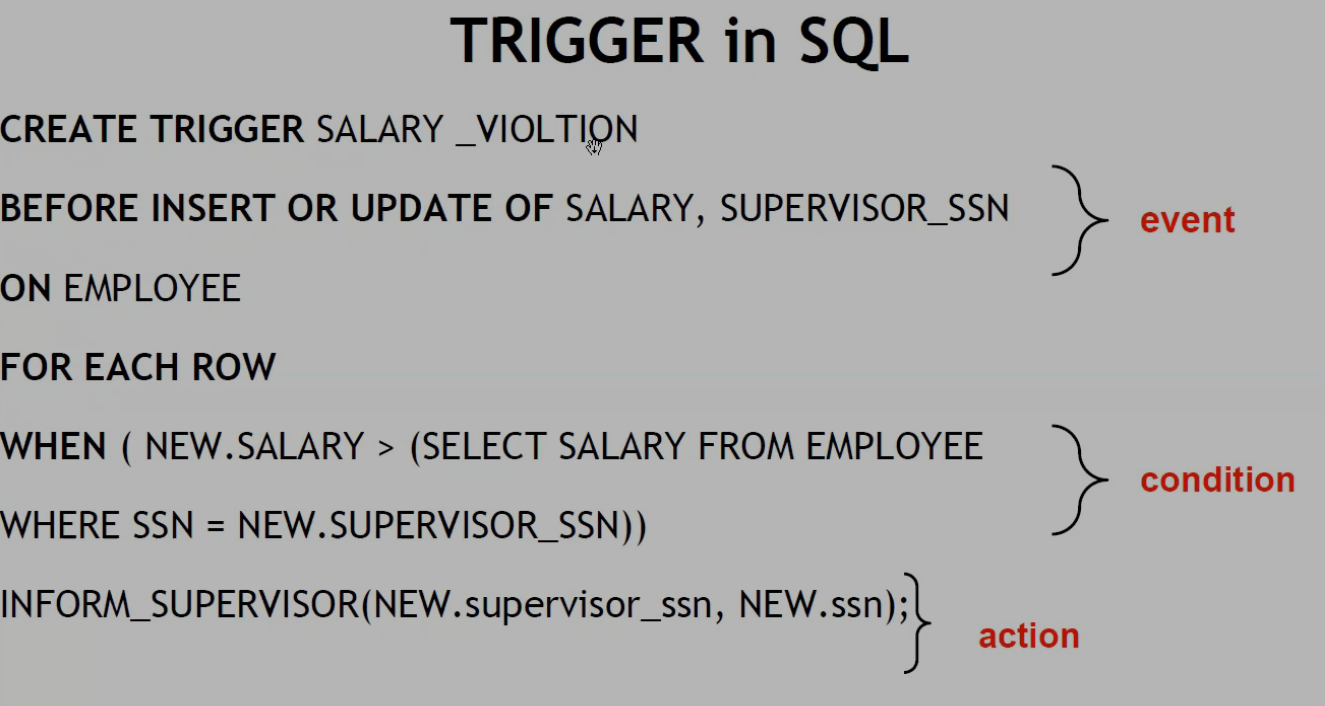 TRIGGER in SQL
CREATE TRIGGER SALARY _VIOLTION
BEFORE INSERT OR UPDATE OF SALARY, SUPERVISOR_SSN
event
ON EMPLOYEE
FOR EACH ROW
WHEN ( NEW.SALARY > (SELECT SALARY FROM EMPLOYEE
condition
WHERE SSN = NEW.SUPERVISOR_SSN))
INFORM_SUPERVISOR(NEW.supervisor_ssn, NEW.ssn);
action